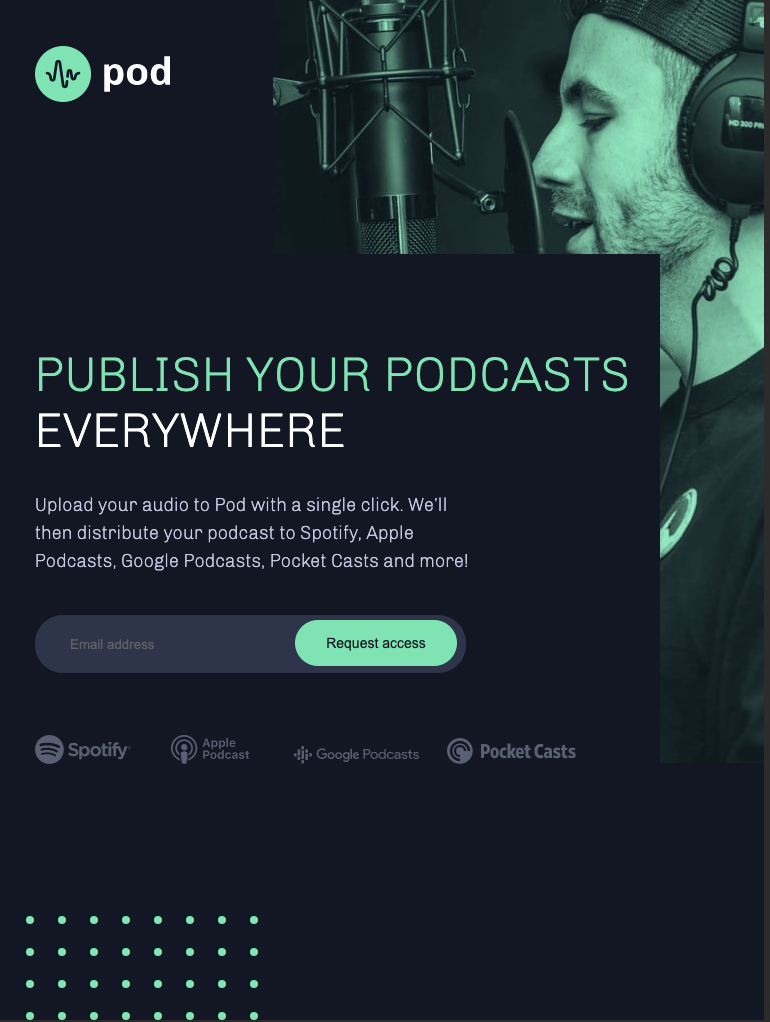 pod
HD 300 PR
PUBLISH YOUR PODCASTS
EVERYWHERE
Upload your audio to Pod with a single click. We’ll
then distribute your podcast to Spotify, Apple
Podcasts, Google Podcasts, Pocket Casts and more!
Email address
Request access
Spotify
Apple
Podcast
Google Podcasts
Pocket Casts